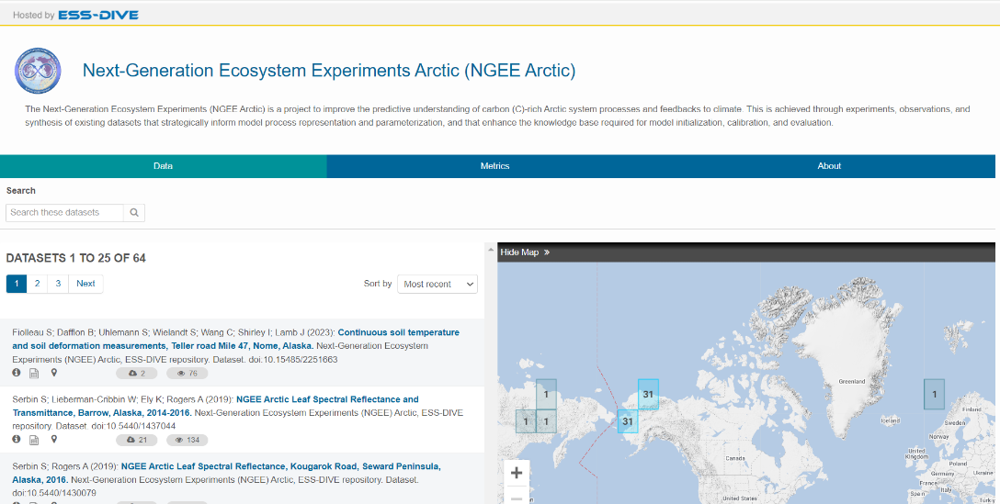 Hosted by ESS-DIVE
Next-Generation Ecosystem Experiments Arctic (NGEE Arctic)
The Next-Generation Ecosystem Experiments (NGEE Arctic) is a project to improve the predictive understanding of carbon (C)-rich Arctic system processes and feedbacks to climate. This is achieved through experiments, observations, and
synthesis of existing datasets that strategically inform model process representation and parameterization, and that enhance the knowledge base required for model initialization, calibration, and evaluation.
Data
Metrics
About
Search
Search these datasets
DATASETS 1 TO 25 OF 64
1 2 3 Next
Sort by Most recent
Fiolleau S; Dafflon B; Uhlemann S; Wielandt S; Wang C; Shirley I; Lamb J (2023): Continuous soil temperature
and soil deformation measurements, Teller road Mile 47, Nome, Alaska. Next-Generation Ecosystem
Experiments (NGEE) Arctic, ESS-DIVE repository. Dataset. doi:10.15485/2251663
2 76
Serbin S; Lieberman-Cribbin W; Ely K; Rogers A (2019): NGEE Arctic Leaf Spectral Reflectance and
Transmittance, Barrow, Alaska, 2014-2016. Next-Generation Ecosystem Experiments (NGEE) Arctic, ESS-DIVE
repository. Dataset. doi:10.5440/1437044
21 134
Serbin S; Rogers A (2019): NGEE Arctic Leaf Spectral Reflectance, Kougarok Road, Seward Peninsula,
Alaska, 2016. Next-Generation Ecosystem Experiments (NGEE) Arctic, ESS-DIVE repository. Dataset.
doi:10.5440/1430079
Hide Map »
Greenland
1
31
1
1 1
31
Iceland
Finland
Sweden
Norway
Canada
United
Kingdom
Poland
Germany
Ukraine
France
Spain
Italy
Türkiye
United States
+
−